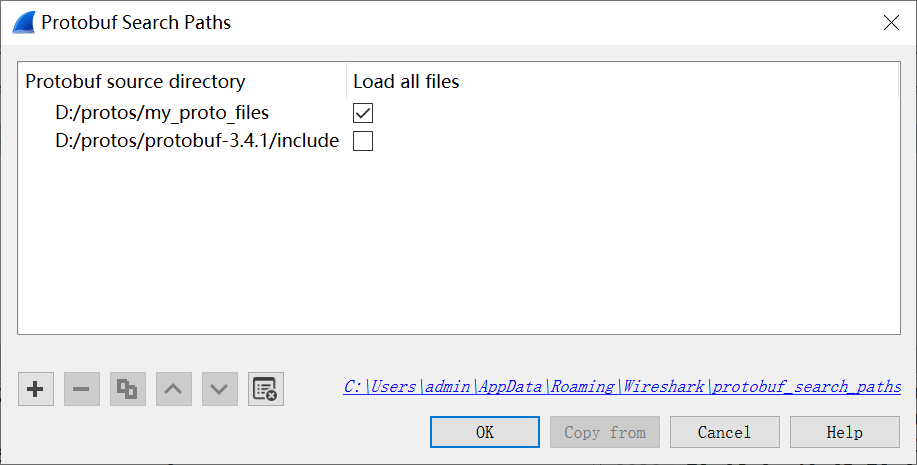 Protobuf Search Paths
Protobuf source directory Load all files
D:/protos/my_proto_files
D:/protos/protobuf-3.4.1/include
C:\Users\admin\AppData\Roaming\Wireshark\protobuf_search_paths
OK Copy from Cancel Help